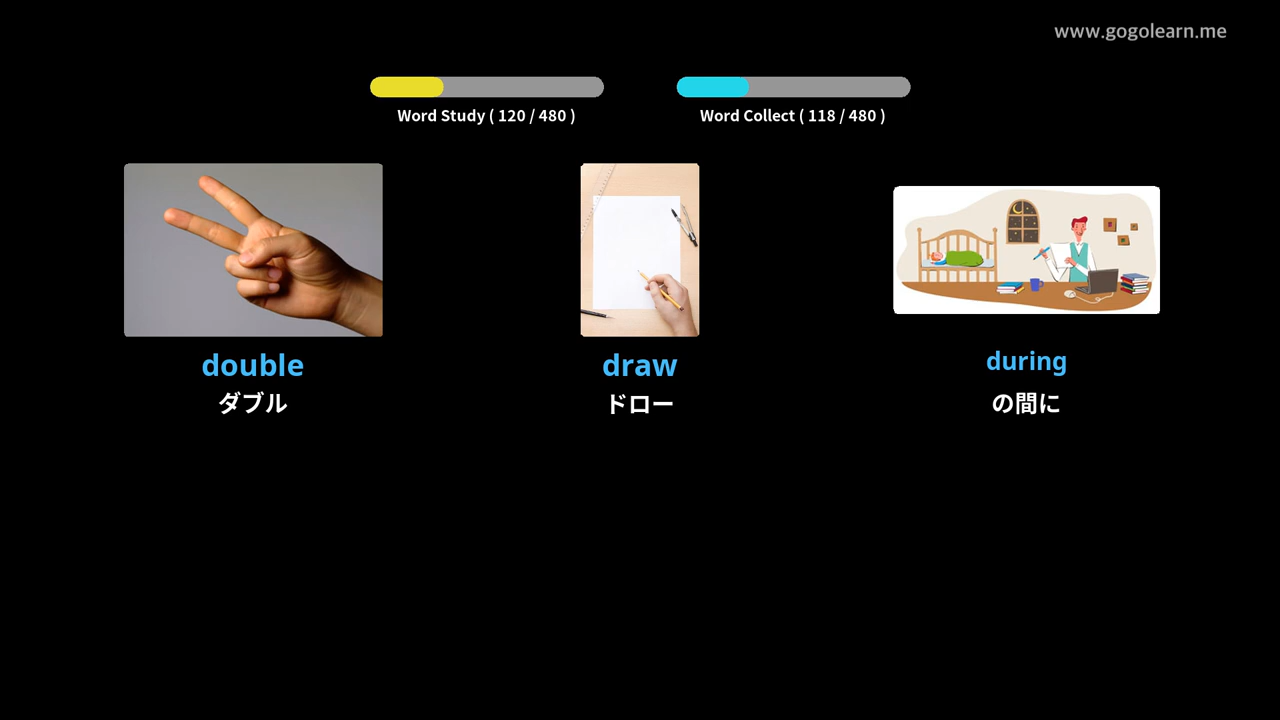 www.gogolearn.me
Word Study ( 120 / 480 )
Word Collect ( 118 / 480 )
double
draw
during
ダブル
ドロー
の間に